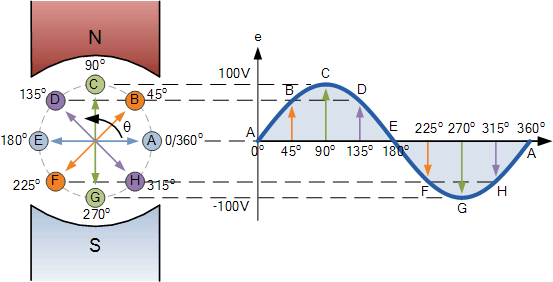 N
90°
C
135° D B 45°
θ
180° E A 0/360°
225° F H 315°
G
270°
S
e
100V
C
B D
A E 225° 270° 315° 360°
0° 45° 90° 135° 180° A
F H
G
-100V